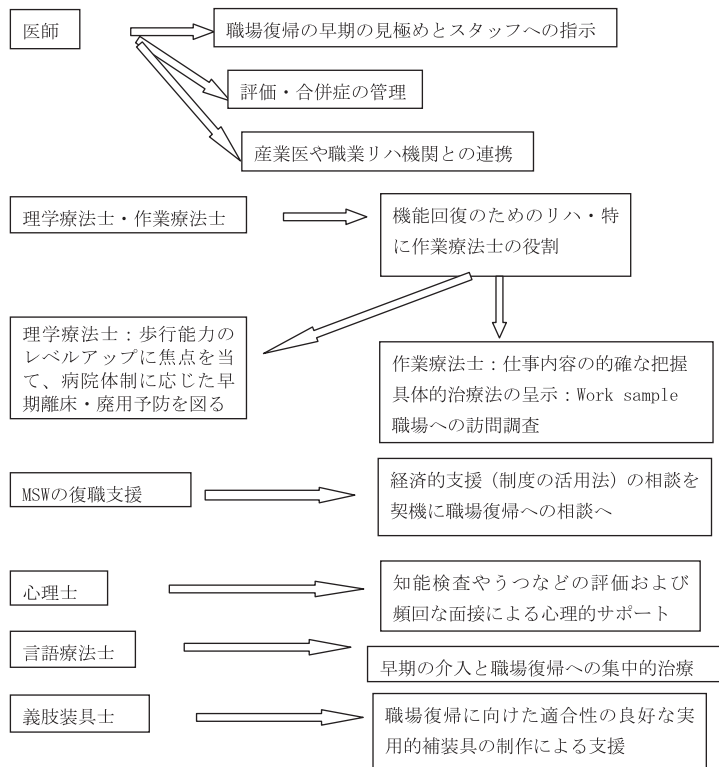 医師
職場復帰の早期の見極めとスタッフへの指示
評価・合併症の管理
産業医や職業リハ機関との連携
理学療法士・作業療法士
機能回復のためのリハ・特
に作業療法士の役割
理学療法士：歩行能力の
レベルアップに焦点を当
て、病院体制に応じた早
期離床・廃用予防を図る
作業療法士：仕事内容の的確な把握
具体的治療法の呈示：Work sample
職場への訪問調査
MSWの復職支援
経済的支援（制度の活用法）の相談を
契機に職場復帰への相談へ
心理士
知能検査やうつなどの評価および
頻回な面接による心理的サポート
言語療法士
早期の介入と職場復帰への集中的治療
義肢装具士
職場復帰に向けた適合性の良好な実
用的補装具の制作による支援